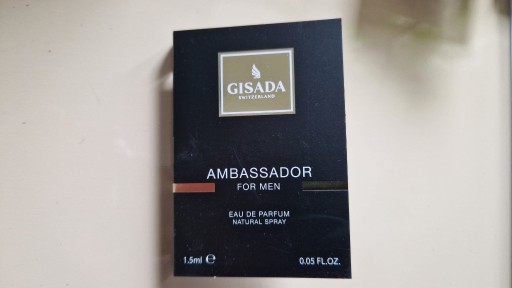 GISADA
SWITZERLAND
AMBASSADOR
FOR MEN
EAU DE PARFUM
NATURAL SPRAY
1.5ml ℮ 0.05 FL.OZ.